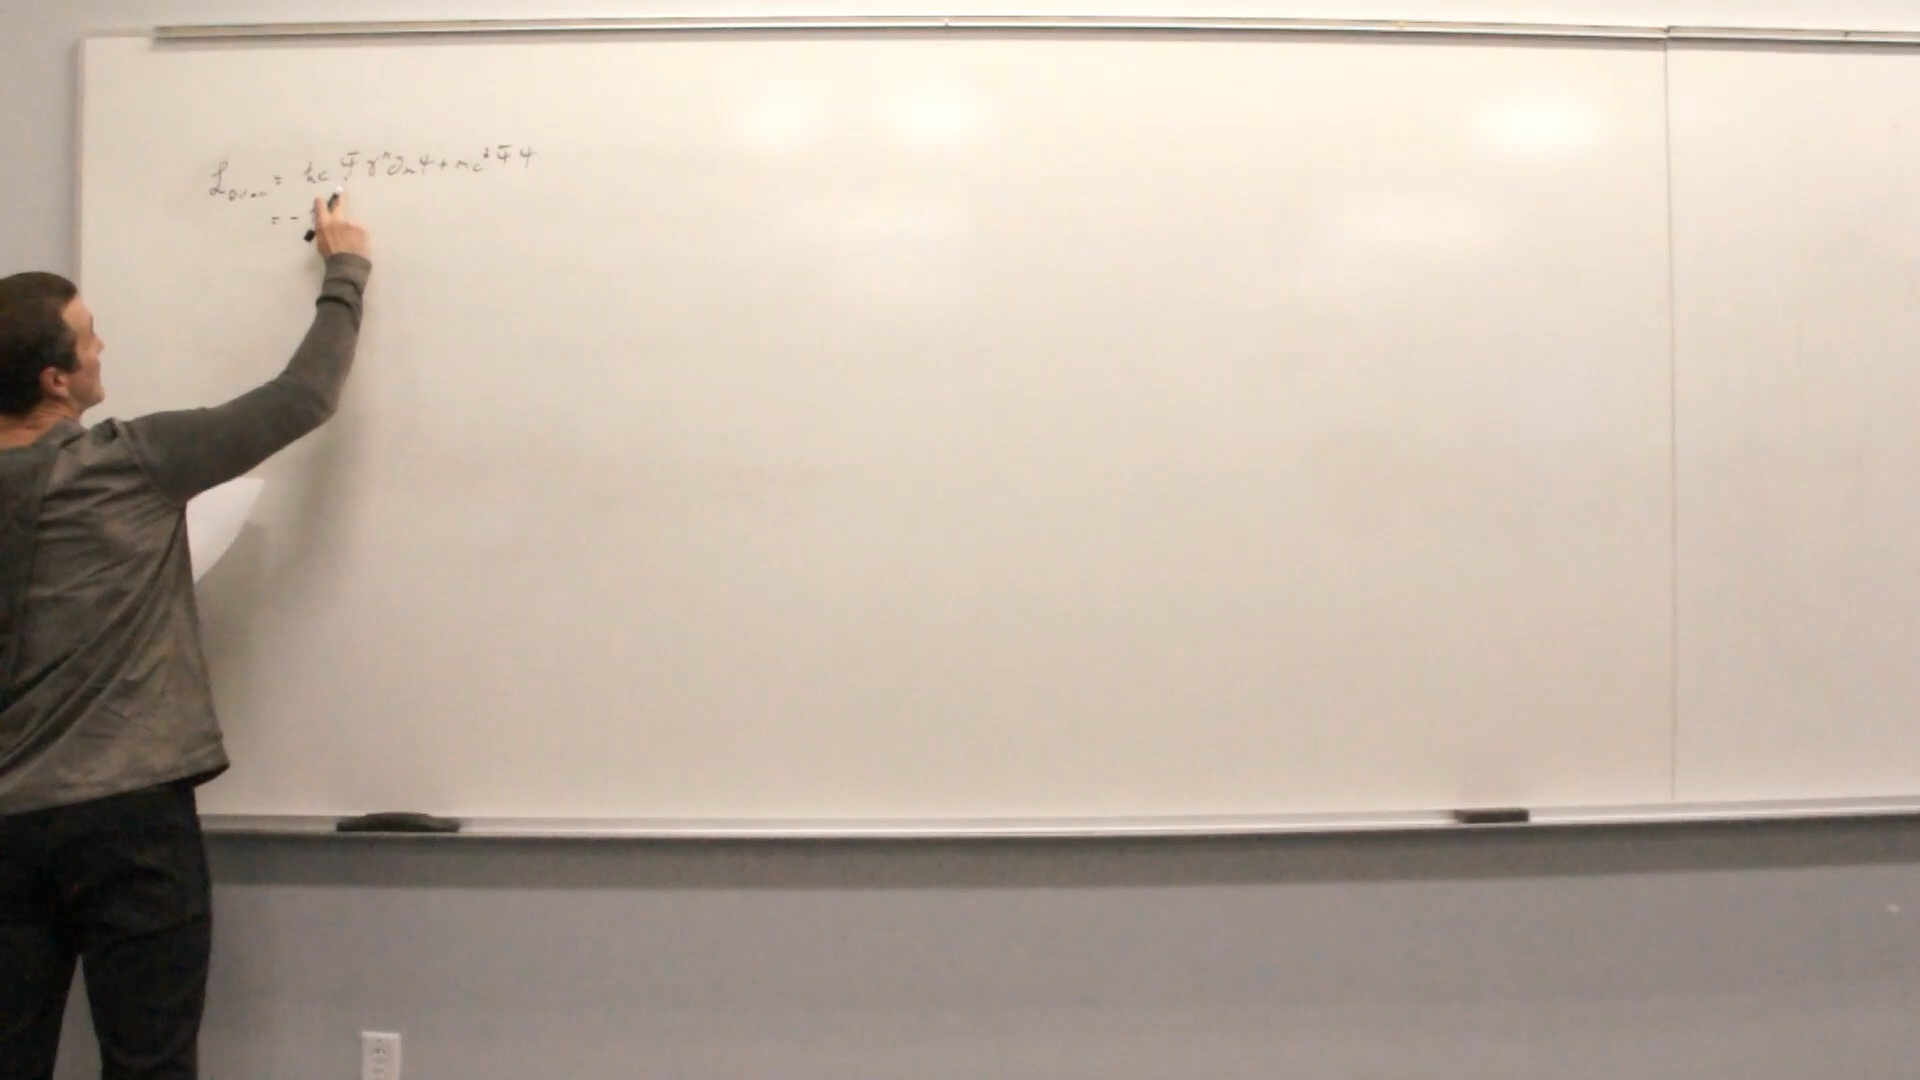 ℒ_Dirac = ħc Ψ̄ γ^μ ∂_μ Ψ + mc² Ψ̄ Ψ
= -